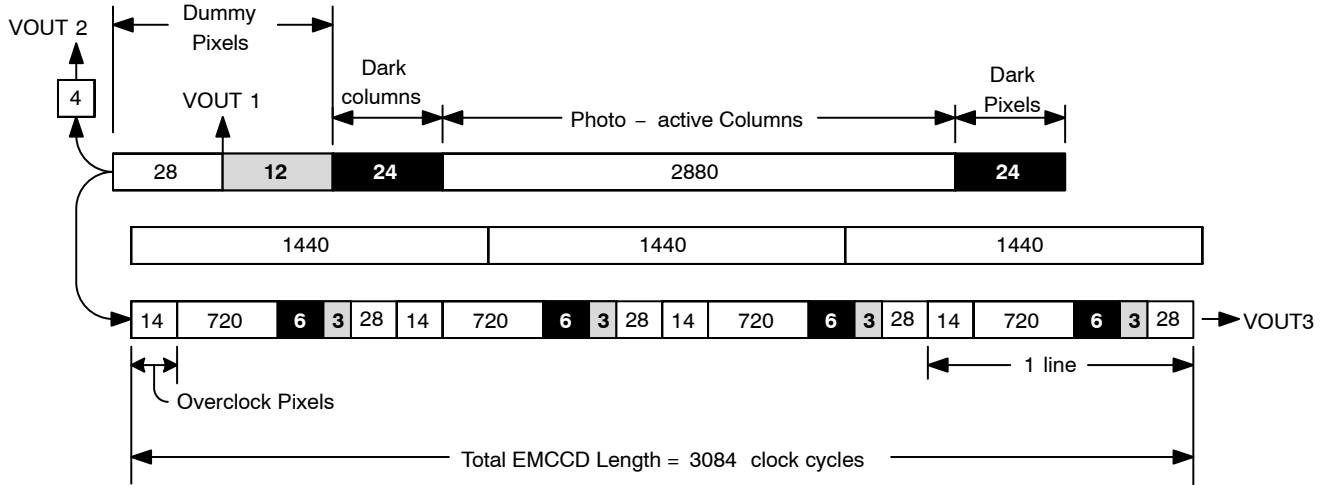 VOUT 2
Dummy
Pixels
4
VOUT 1
Dark
columns
Photo – active Columns
Dark
Pixels
28 12 24 2880 24
1440 1440 1440
14 720 6 3 28 14 720 6 3 28 14 720 6 3 28 14 720 6 3 28
VOUT3
1 line
Overclock Pixels
Total EMCCD Length = 3084 clock cycles